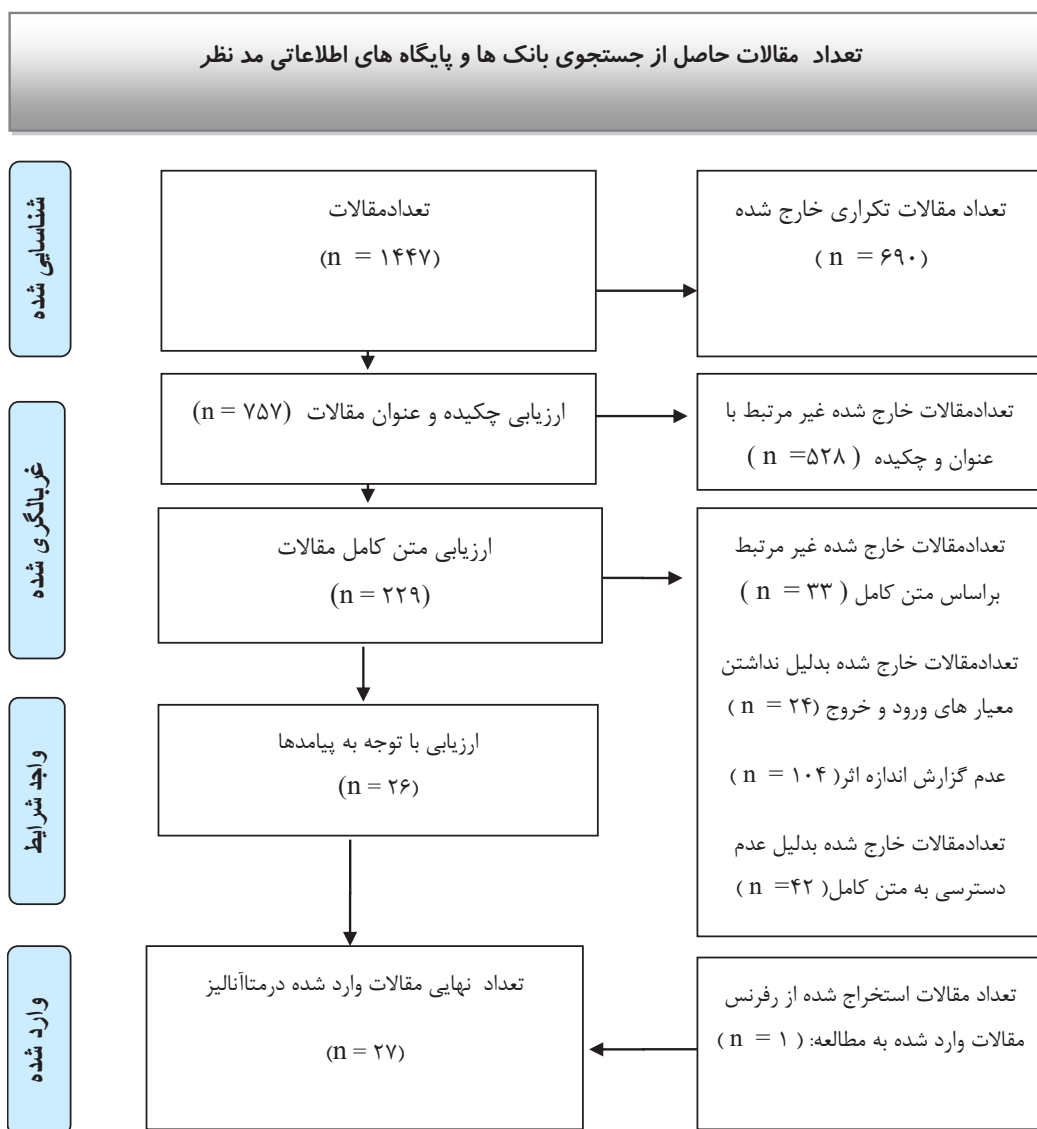 تعداد مقالات حاصل از جستجوی بانک ها و پایگاه های اطلاعاتی مد نظر
شناسایی شده
تعدادمقالات
(n = ۱۴۴۷)
تعداد مقالات تکراری خارج شده
( n = ۶۹۰)
غربالگری شده
ارزیابی چکیده و عنوان مقالات (n = ۷۵۷)
تعدادمقالات خارج شده غیر مرتبط با
عنوان و چکیده ( n =۵۲۸ )
ارزیابی متن کامل مقالات
(n = ۲۲۹)
تعدادمقالات خارج شده غیر مرتبط
براساس متن کامل ( n = ۳۳ )
تعدادمقالات خارج شده بدلیل نداشتن
معیار های ورود و خروج (n = ۲۴ )
عدم گزارش اندازه اثر( n = ۱۰۴ )
تعدادمقالات خارج شده بدلیل عدم
دسترسی به متن کامل( n =۴۲ )
واجد شرایط
ارزیابی با توجه به پیامدها
(n = ۲۶)
وارد شده
تعداد نهایی مقالات وارد شده درمتاآنالیز
(n = ۲۷)
تعداد مقالات استخراج شده از رفرنس
مقالات وارد شده به مطالعه: ( n = ۱ )